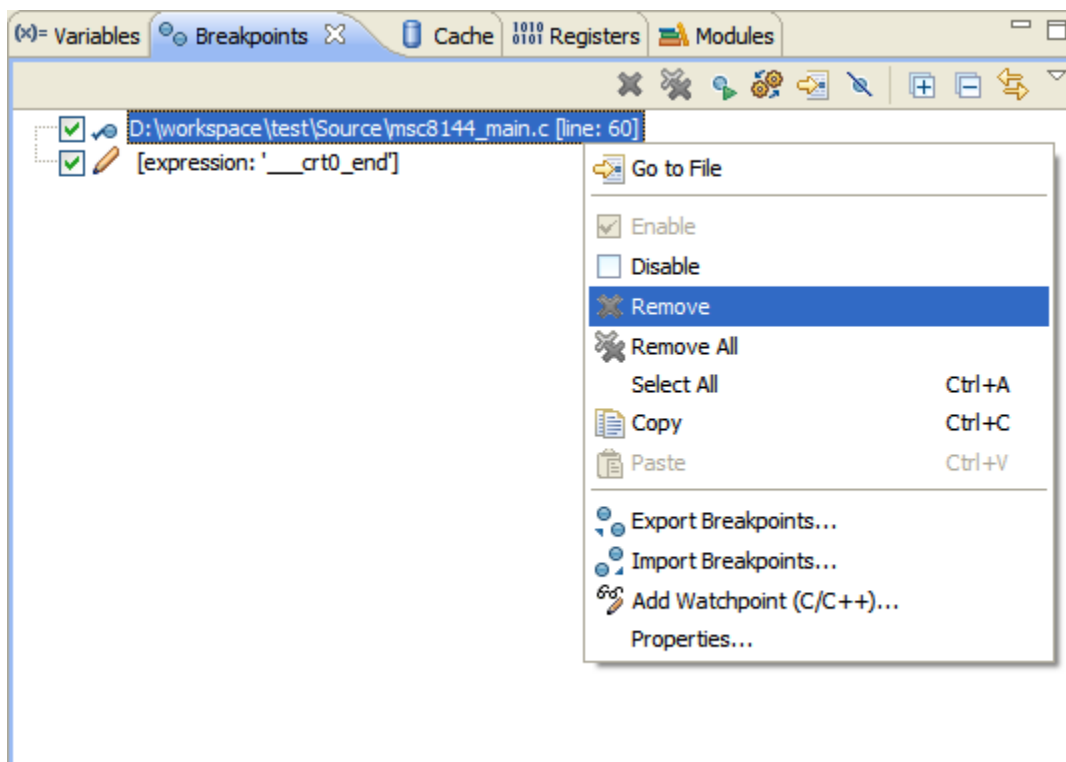 (x)= Variables Breakpoints Cache 1010 0101 Registers Modules
D:\workspace\test\Source\msc8144_main.c [line: 60]
[expression: '___crt0_end']
Go to File
Enable
Disable
Remove
Remove All
Select All Ctrl+A
Copy Ctrl+C
Paste Ctrl+V
Export Breakpoints...
Import Breakpoints...
Add Watchpoint (C/C++)...
Properties...